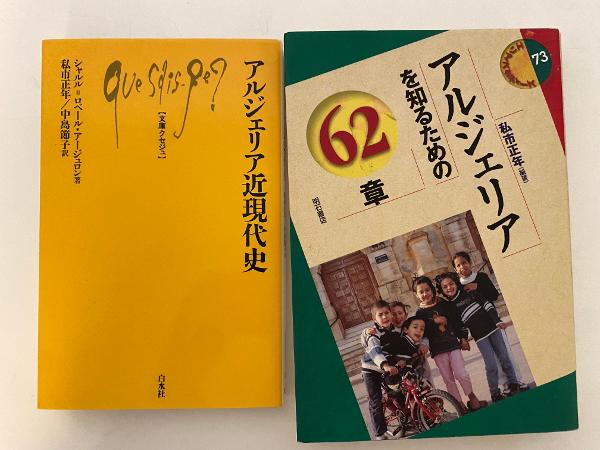 アルジェリア近現代史
シャルル=ロベール・アージュロン著
私市正年/中島節子訳
Que sais-je?
【文庫クセジュ】
白水社
73
アルジェリア
を知るための
62
章
私市正年(編著)
明石書店